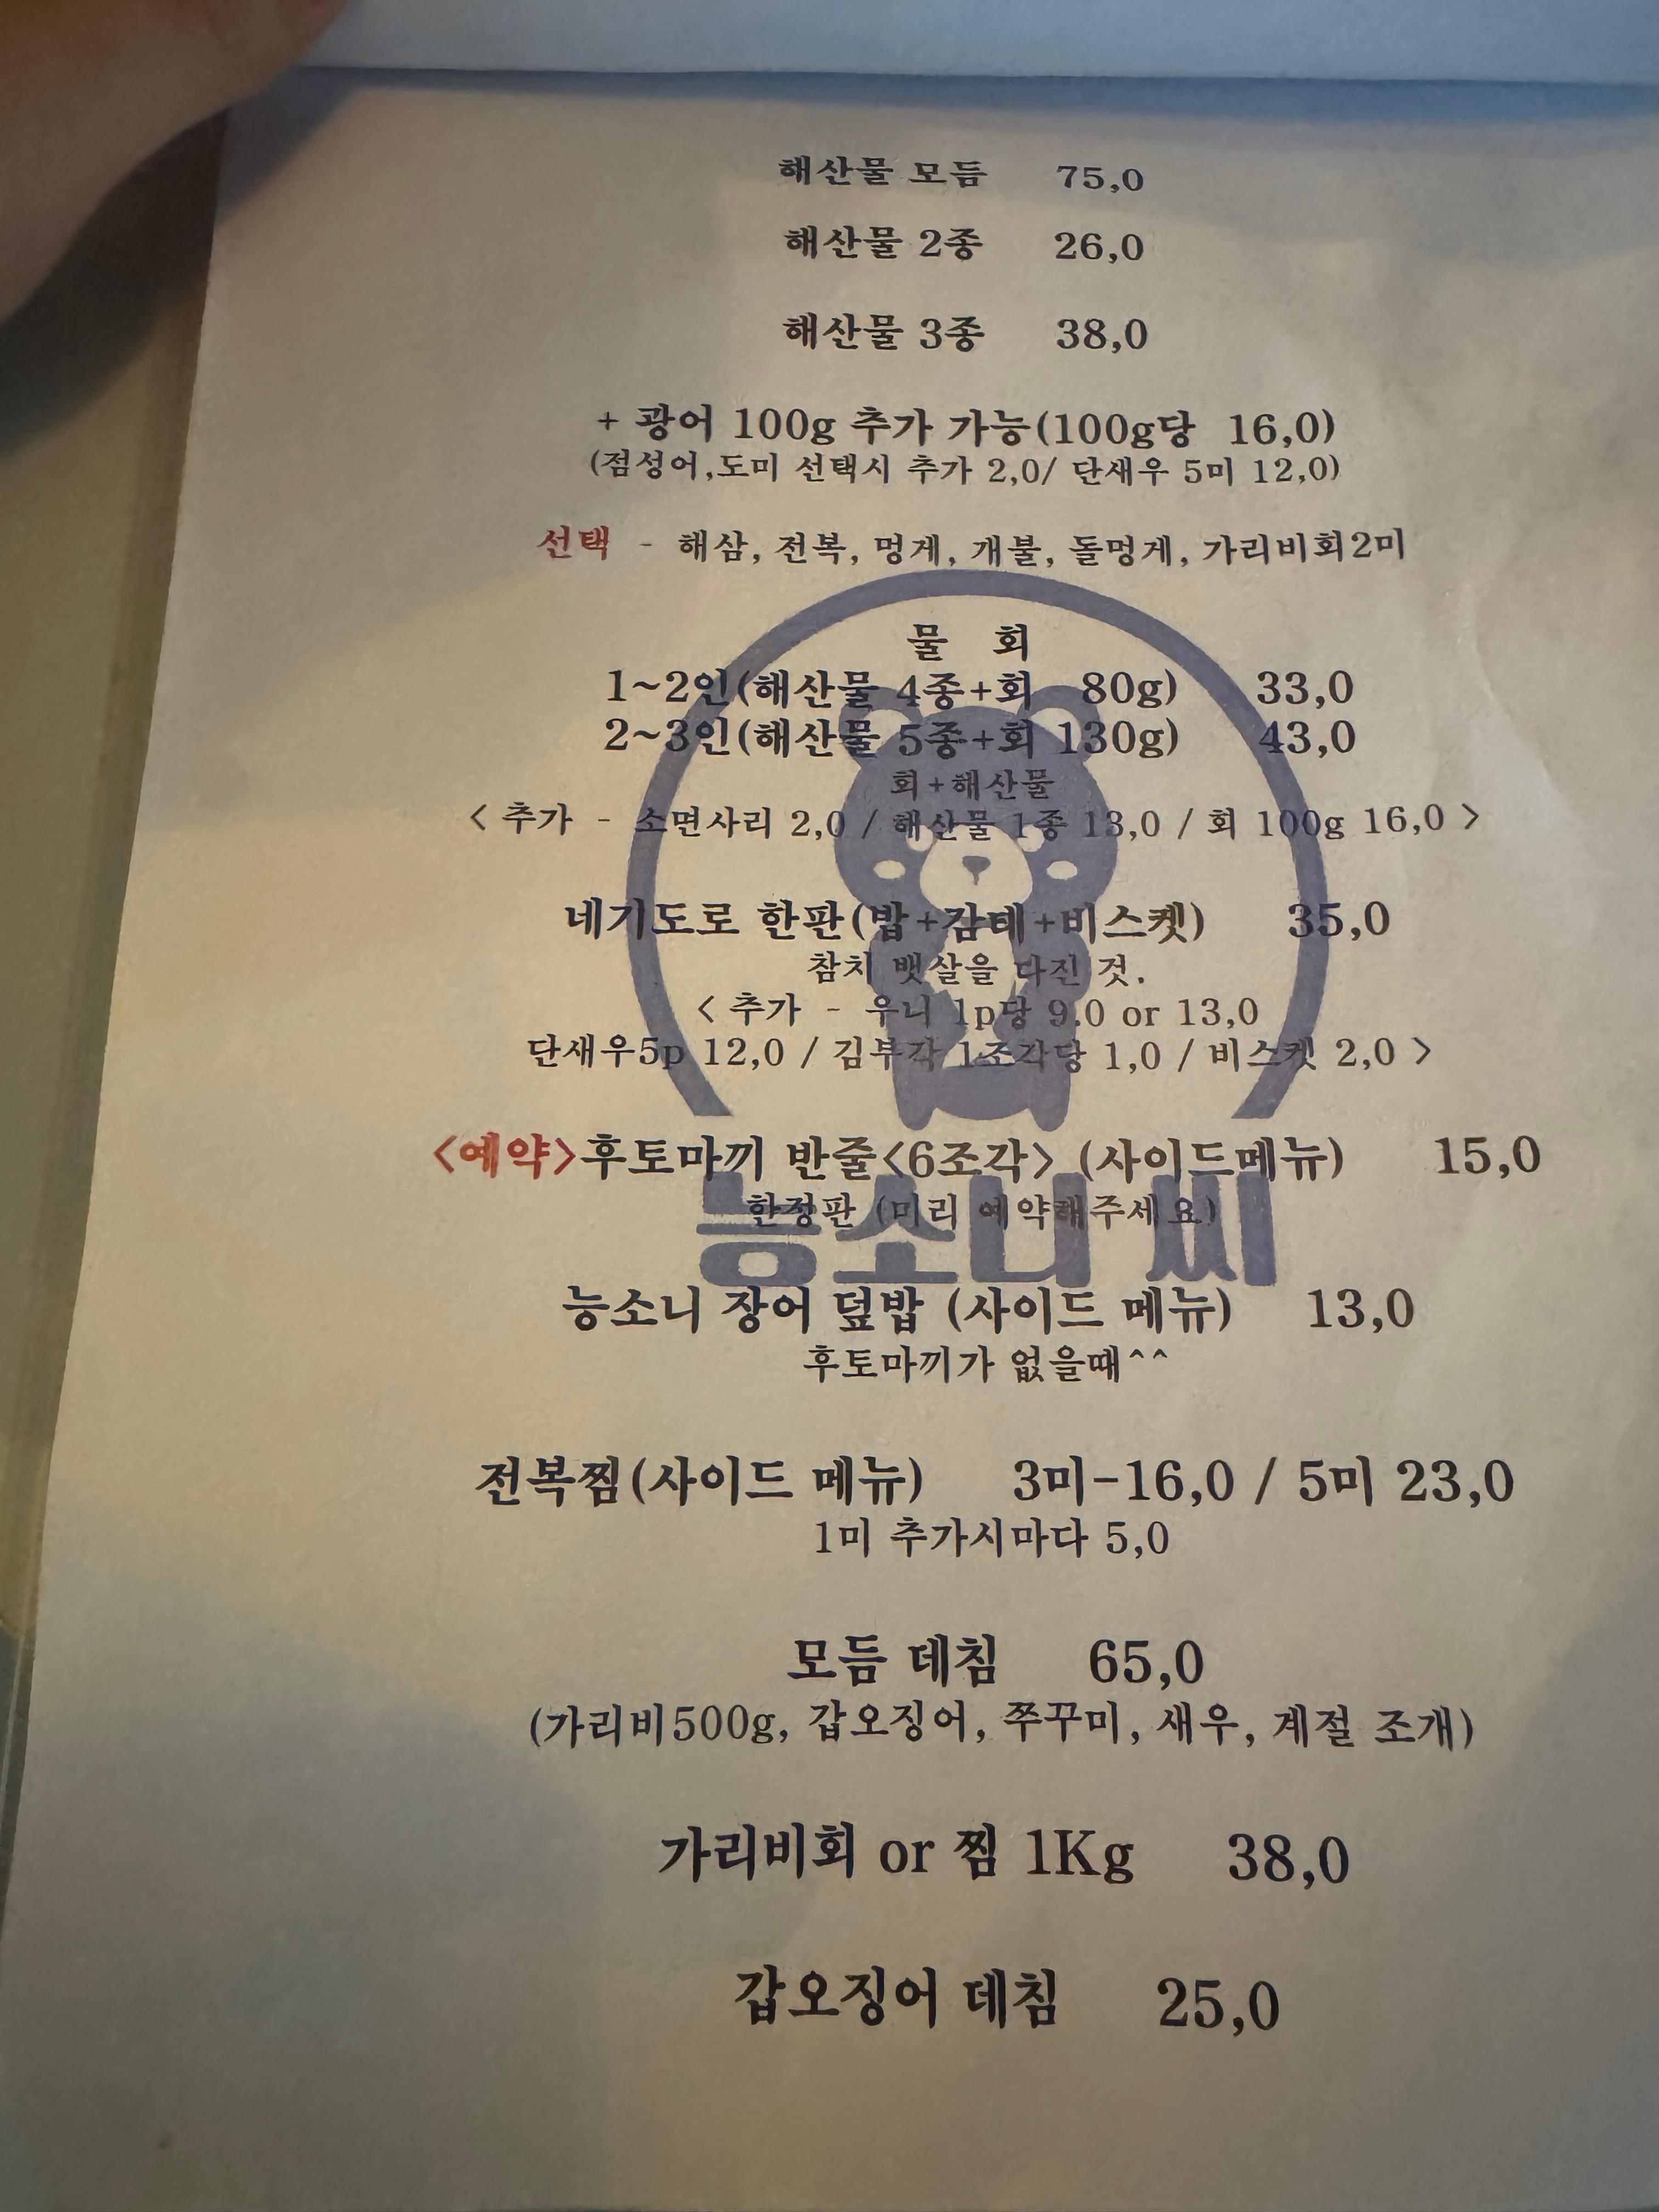 해산물 모듬 75,0
해산물 2종 26,0
해산물 3종 38,0
+ 광어 100g 추가 가능(100g당 16,0)
(점성어,도미 선택시 추가 2,0/ 단새우 5미 12,0)
선택 - 해삼, 전복, 멍게, 개불, 돌멍게, 가리비회2미
물 회
1~2인(해산물 4종+회 80g) 33,0
2~3인(해산물 5종+회 130g) 43,0
회+해산물
< 추가 - 소면사리 2,0 / 해산물 1종 13,0 / 회 100g 16,0 >
네기도로 한판(밥+감태+비스켓) 35,0
참치 뱃살을 다진 것.
< 추가 - 우니 1p당 9.0 or 13,0
단새우5p 12,0 / 김부각 1조각당 1,0 / 비스켓 2,0 >
<예약>후토마끼 반줄<6조각> (사이드메뉴) 15,0
한정판 (미리 예약해주세요)
능소니 씨
능소니 장어 덮밥 (사이드 메뉴) 13,0
후토마끼가 없을때^^
전복찜(사이드 메뉴) 3미-16,0 / 5미 23,0
1미 추가시마다 5,0
모듬 데침 65,0
(가리비500g, 갑오징어, 쭈꾸미, 새우, 계절 조개)
가리비회 or 찜 1Kg 38,0
갑오징어 데침 25,0